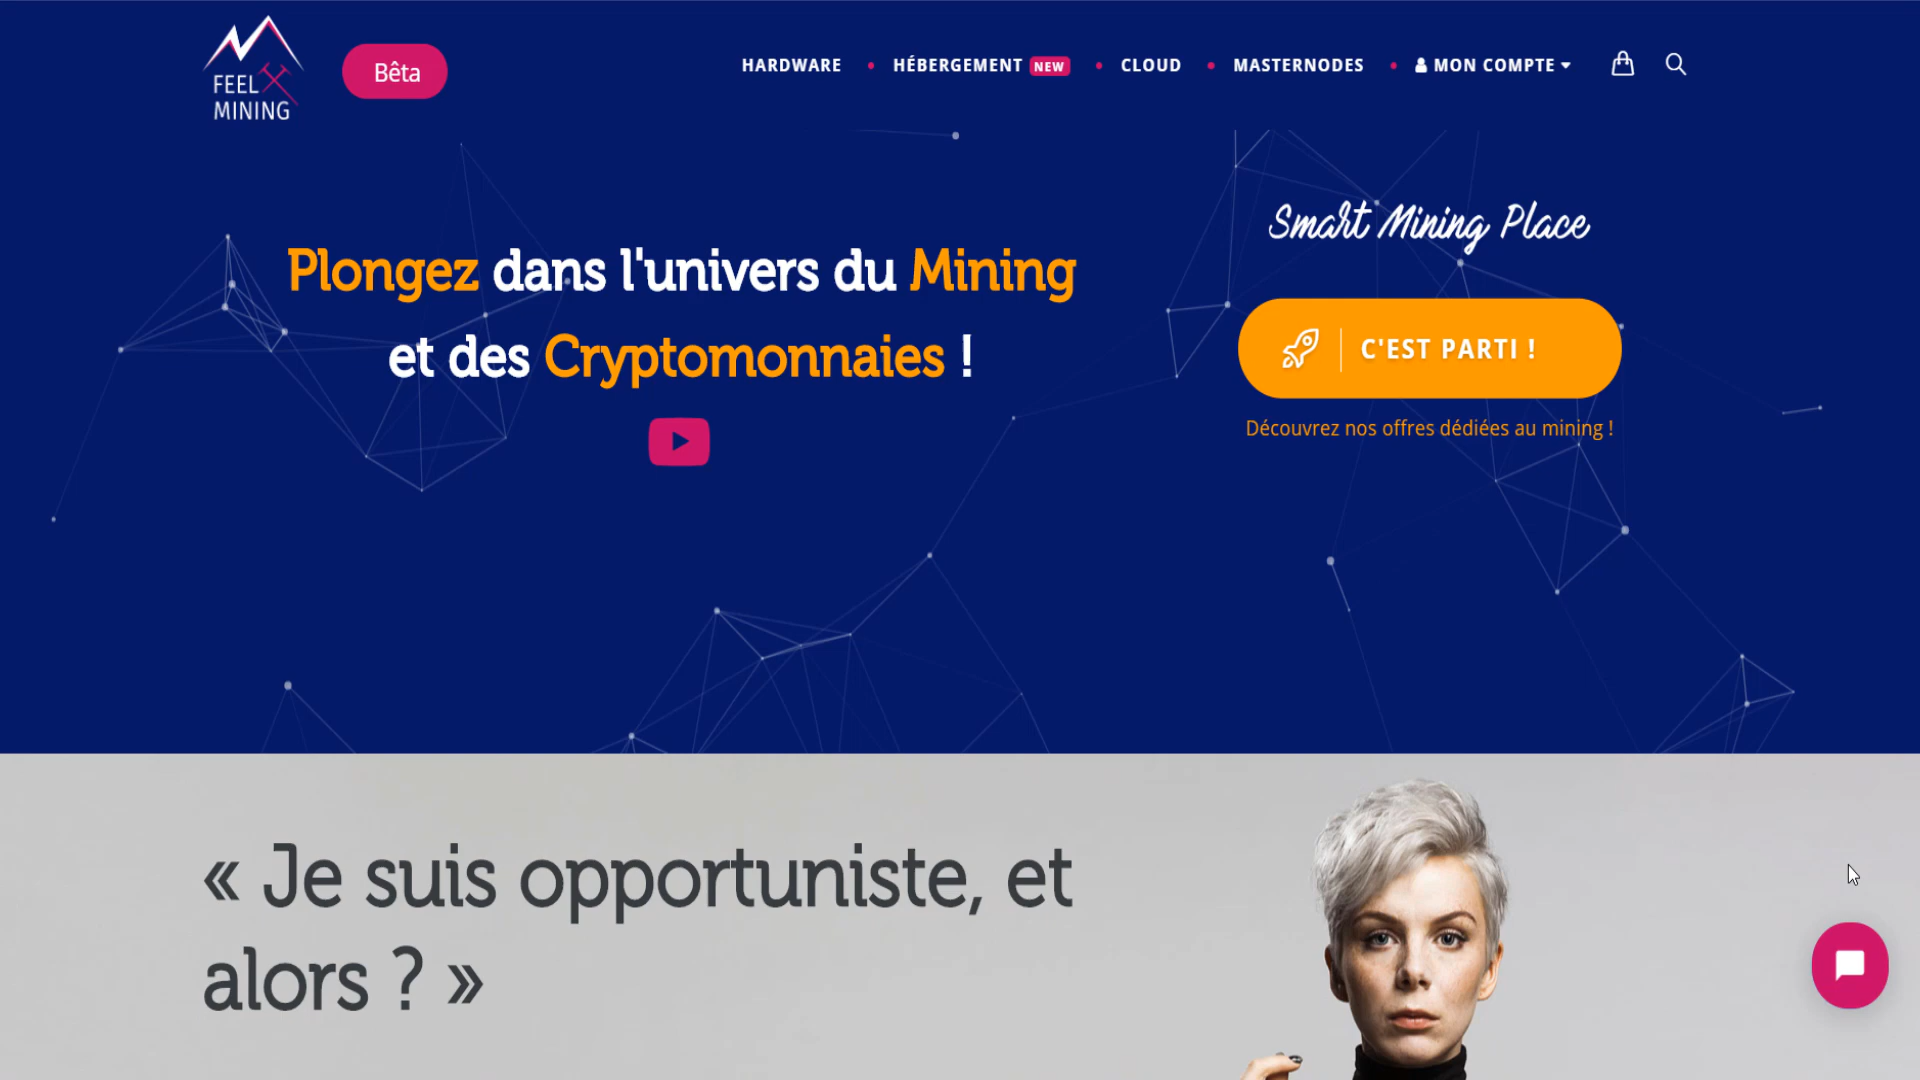 FEEL
MINING
Bêta
HARDWARE
HÉBERGEMENT NEW
CLOUD
MASTERNODES
MON COMPTE
Plongez dans l'univers du Mining
et des Cryptomonnaies !
Smart Mining Place
C'EST PARTI !
Découvrez nos offres dédiées au mining !
« Je suis opportuniste, et
alors ? »